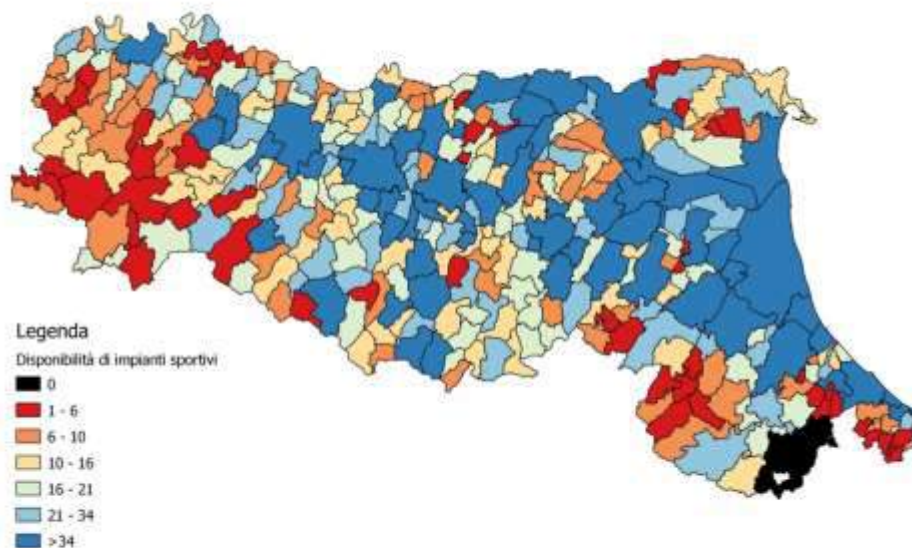 Legenda
Disponibilità di impianti sportivi
0
1 - 6
6 - 10
10 - 16
16 - 21
21 - 34
>34